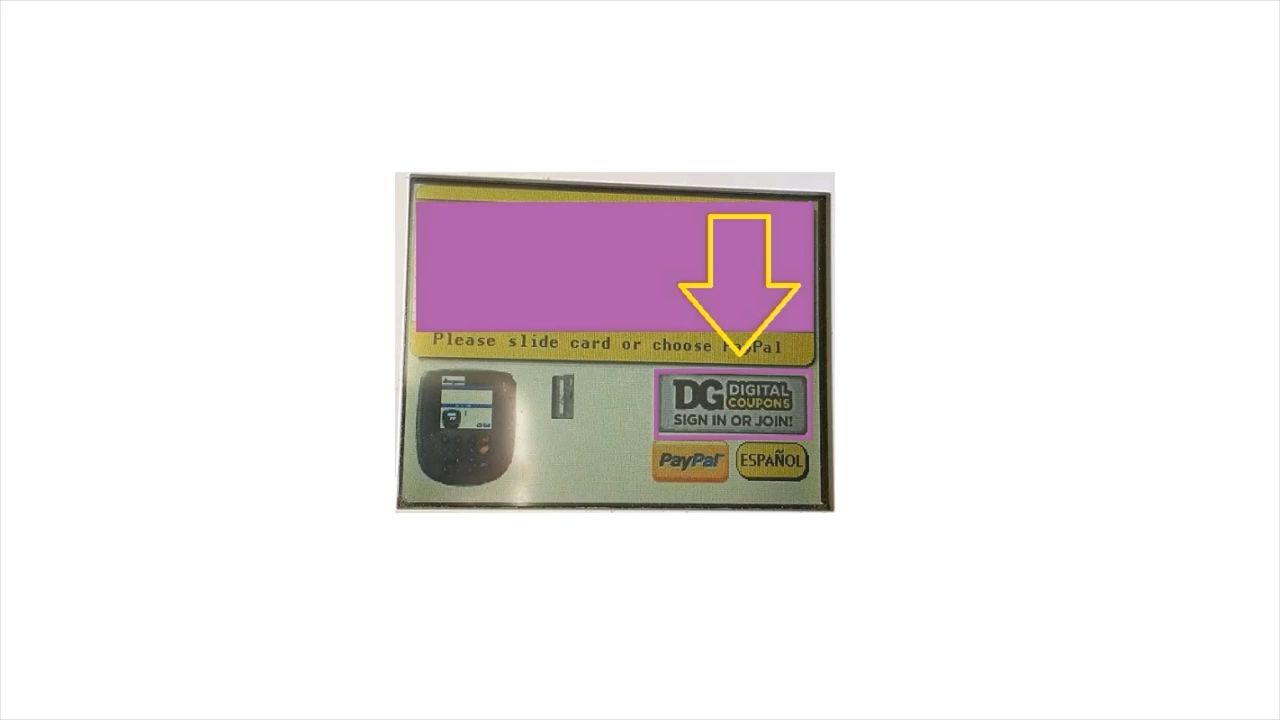 Please slide card or choose PayPal
DG DIGITAL COUPONS
SIGN IN OR JOIN!
PayPal
ESPAÑOL